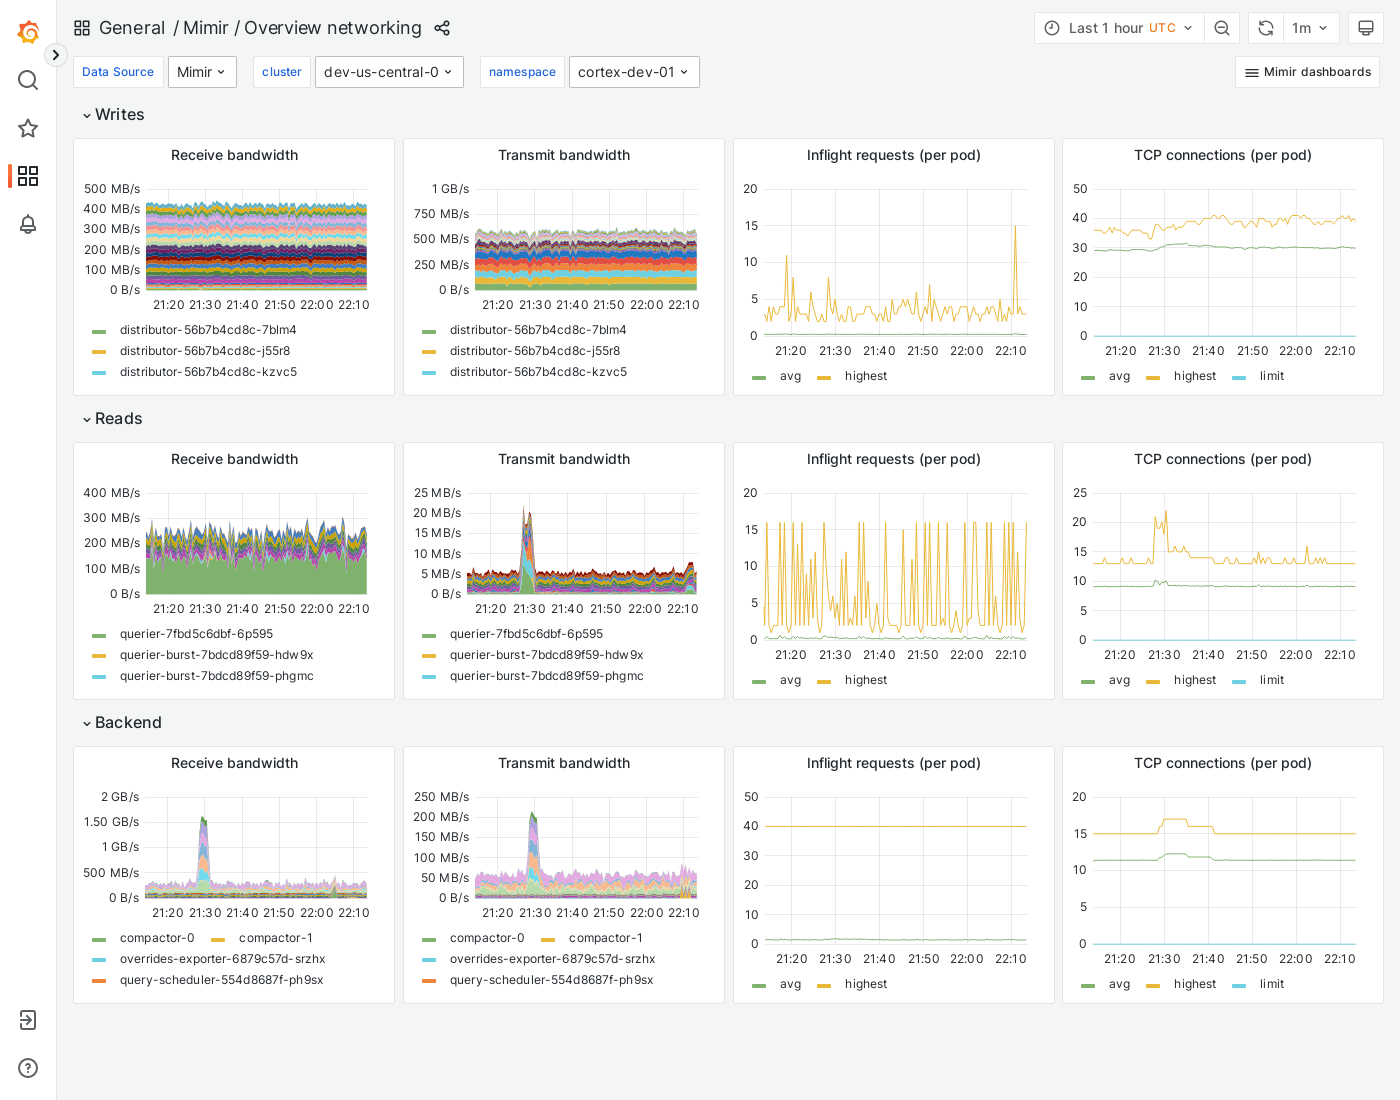 General / Mimir / Overview networking
Last 1 hour UTC
1m
Data Source Mimir cluster dev-us-central-0 namespace cortex-dev-01
Mimir dashboards
Writes
Receive bandwidth
500 MB/s
400 MB/s
300 MB/s
200 MB/s
100 MB/s
0 B/s
21:20 21:30 21:40 21:50 22:00 22:10
distributor-56b7b4cd8c-7blm4
distributor-56b7b4cd8c-j55r8
distributor-56b7b4cd8c-kzvc5
Transmit bandwidth
1 GB/s
750 MB/s
500 MB/s
250 MB/s
0 B/s
21:20 21:30 21:40 21:50 22:00 22:10
distributor-56b7b4cd8c-7blm4
distributor-56b7b4cd8c-j55r8
distributor-56b7b4cd8c-kzvc5
Inflight requests (per pod)
20
15
10
5
0
21:20 21:30 21:40 21:50 22:00 22:10
avg highest
TCP connections (per pod)
50
40
30
20
10
0
21:20 21:30 21:40 21:50 22:00 22:10
avg highest limit
Reads
Receive bandwidth
400 MB/s
300 MB/s
200 MB/s
100 MB/s
0 B/s
21:20 21:30 21:40 21:50 22:00 22:10
querier-7fbd5c6dbf-6p595
querier-burst-7bdcd89f59-hdw9x
querier-burst-7bdcd89f59-phgmc
Transmit bandwidth
25 MB/s
20 MB/s
15 MB/s
10 MB/s
5 MB/s
0 B/s
21:20 21:30 21:40 21:50 22:00 22:10
querier-7fbd5c6dbf-6p595
querier-burst-7bdcd89f59-hdw9x
querier-burst-7bdcd89f59-phgmc
Inflight requests (per pod)
20
15
10
5
0
21:20 21:30 21:40 21:50 22:00 22:10
avg highest
TCP connections (per pod)
25
20
15
10
5
0
21:20 21:30 21:40 21:50 22:00 22:10
avg highest limit
Backend
Receive bandwidth
2 GB/s
1.50 GB/s
1 GB/s
500 MB/s
0 B/s
21:20 21:30 21:40 21:50 22:00 22:10
compactor-0 compactor-1
overrides-exporter-6879c57d-srzhx
query-scheduler-554d8687f-ph9sx
Transmit bandwidth
250 MB/s
200 MB/s
150 MB/s
100 MB/s
50 MB/s
0 B/s
21:20 21:30 21:40 21:50 22:00 22:10
compactor-0 compactor-1
overrides-exporter-6879c57d-srzhx
query-scheduler-554d8687f-ph9sx
Inflight requests (per pod)
50
40
30
20
10
0
21:20 21:30 21:40 21:50 22:00 22:10
avg highest
TCP connections (per pod)
20
15
10
5
0
21:20 21:30 21:40 21:50 22:00 22:10
avg highest limit